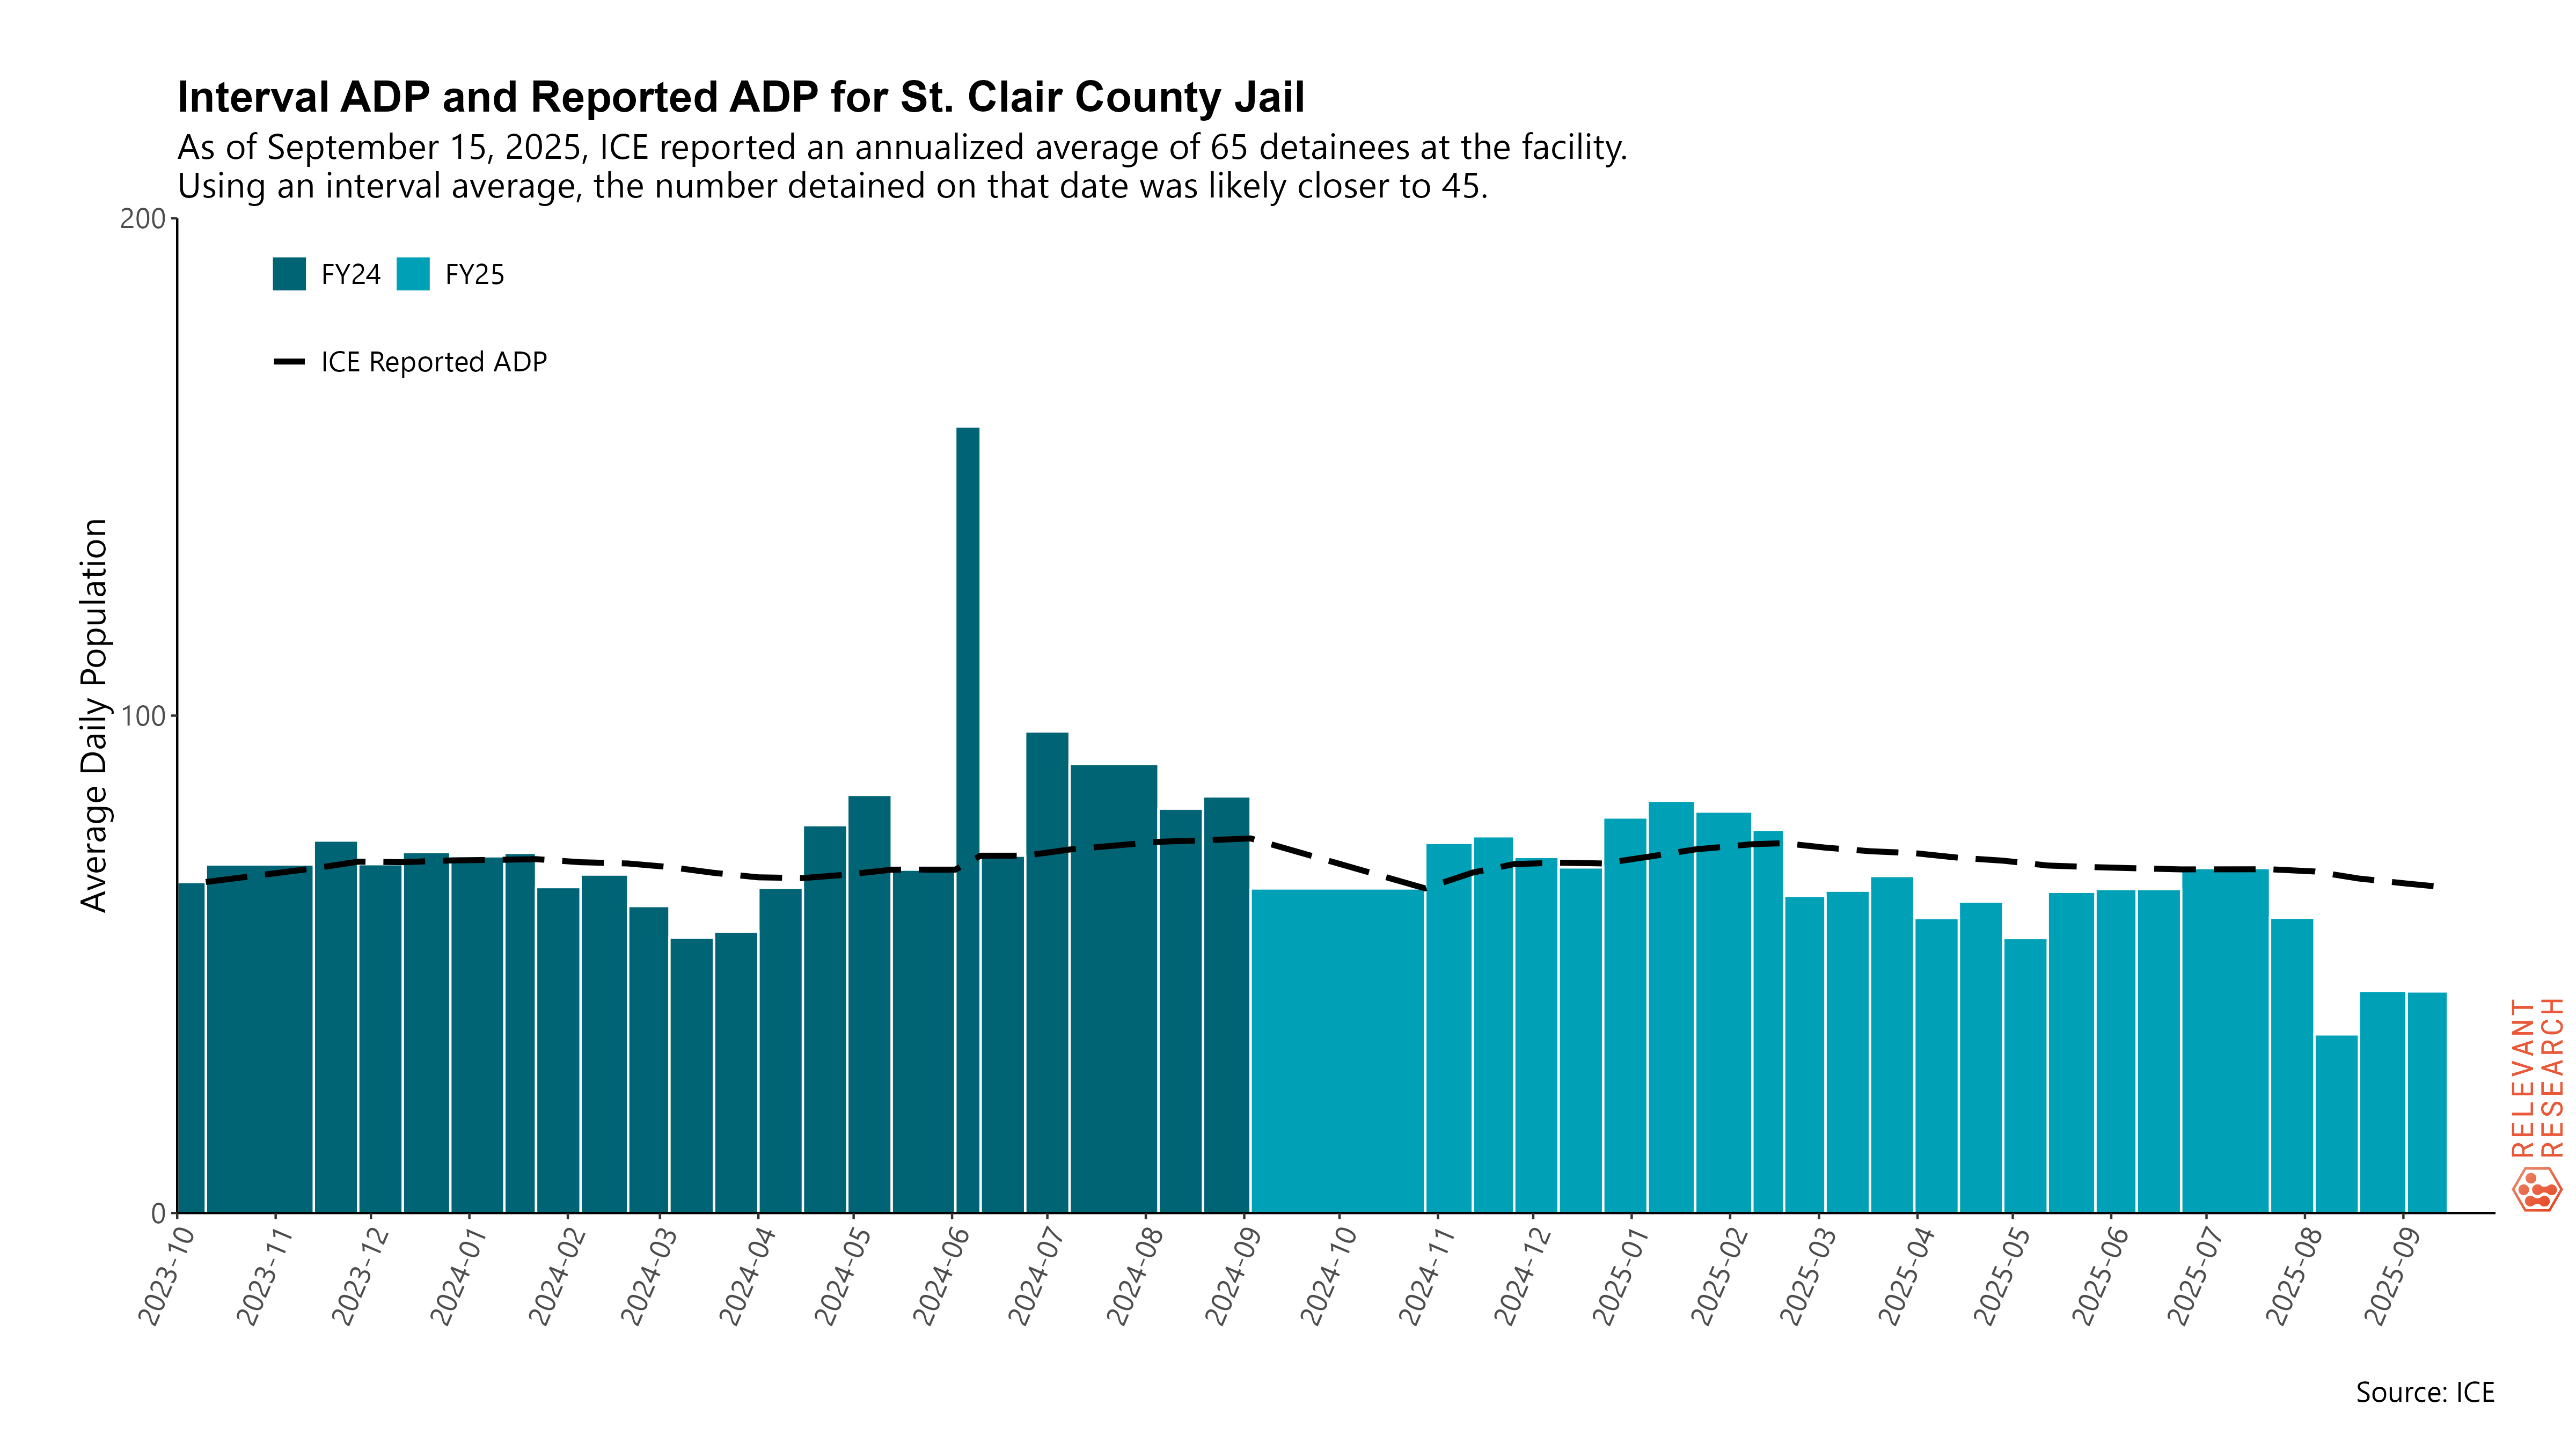 Interval ADP and Reported ADP for St. Clair County Jail
As of September 15, 2025, ICE reported an annualized average of 65 detainees at the facility.
Using an interval average, the number detained on that date was likely closer to 45.
200
FY24 FY25
ICE Reported ADP
Average Daily Population
100
0
2023-10 2023-11 2023-12 2024-01 2024-02 2024-03 2024-04 2024-05 2024-06 2024-07 2024-08 2024-09 2024-10 2024-11 2024-12 2025-01 2025-02 2025-03 2025-04 2025-05 2025-06 2025-07 2025-08 2025-09
RELEVANT
RESEARCH
Source: ICE